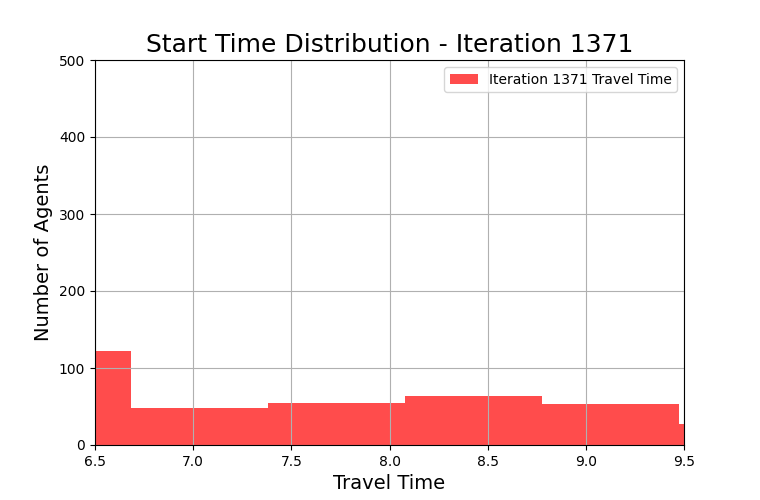 Start Time Distribution - Iteration 1371
500
400
300
200
100
0
Number of Agents
Iteration 1371 Travel Time
6.5 7.0 7.5 8.0 8.5 9.0 9.5
Travel Time